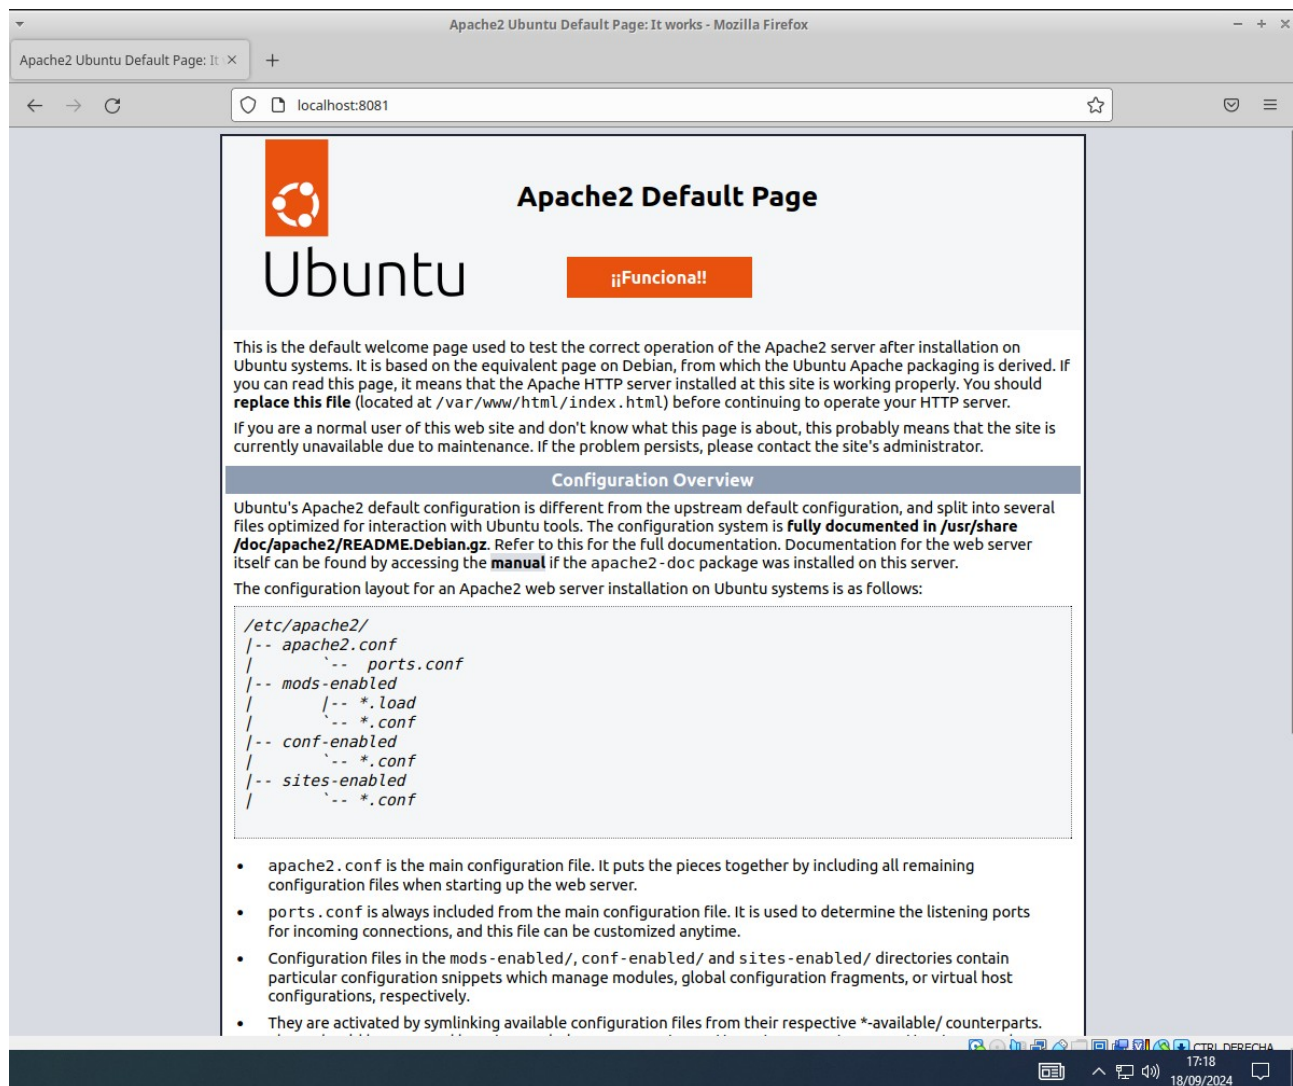 Apache2 Ubuntu Default Page: It works - Mozilla Firefox
Apache2 Ubuntu Default Page: It
localhost:8081
Apache2 Default Page
Ubuntu
¡¡Funciona!!
This is the default welcome page used to test the correct operation of the Apache2 server after installation on
Ubuntu systems. It is based on the equivalent page on Debian, from which the Ubuntu Apache packaging is derived. If
you can read this page, it means that the Apache HTTP server installed at this site is working properly. You should
replace this file (located at /var/www/html/index.html) before continuing to operate your HTTP server.
If you are a normal user of this web site and don't know what this page is about, this probably means that the site is
currently unavailable due to maintenance. If the problem persists, please contact the site's administrator.
Configuration Overview
Ubuntu's Apache2 default configuration is different from the upstream default configuration, and split into several
files optimized for interaction with Ubuntu tools. The configuration system is fully documented in /usr/share
/doc/apache2/README.Debian.gz. Refer to this for the full documentation. Documentation for the web server
itself can be found by accessing the manual if the apache2-doc package was installed on this server.
The configuration layout for an Apache2 web server installation on Ubuntu systems is as follows:
/etc/apache2/
|-- apache2.conf
|       `--  ports.conf
|-- mods-enabled
|       |-- *.load
|       `-- *.conf
|-- conf-enabled
|       `-- *.conf
|-- sites-enabled
|       `-- *.conf
• apache2.conf is the main configuration file. It puts the pieces together by including all remaining
configuration files when starting up the web server.
• ports.conf is always included from the main configuration file. It is used to determine the listening ports
for incoming connections, and this file can be customized anytime.
• Configuration files in the mods-enabled/, conf-enabled/ and sites-enabled/ directories contain
particular configuration snippets which manage modules, global configuration fragments, or virtual host
configurations, respectively.
• They are activated by symlinking available configuration files from their respective *-available/ counterparts.
CTRL DERECHA
17:18
18/09/2024